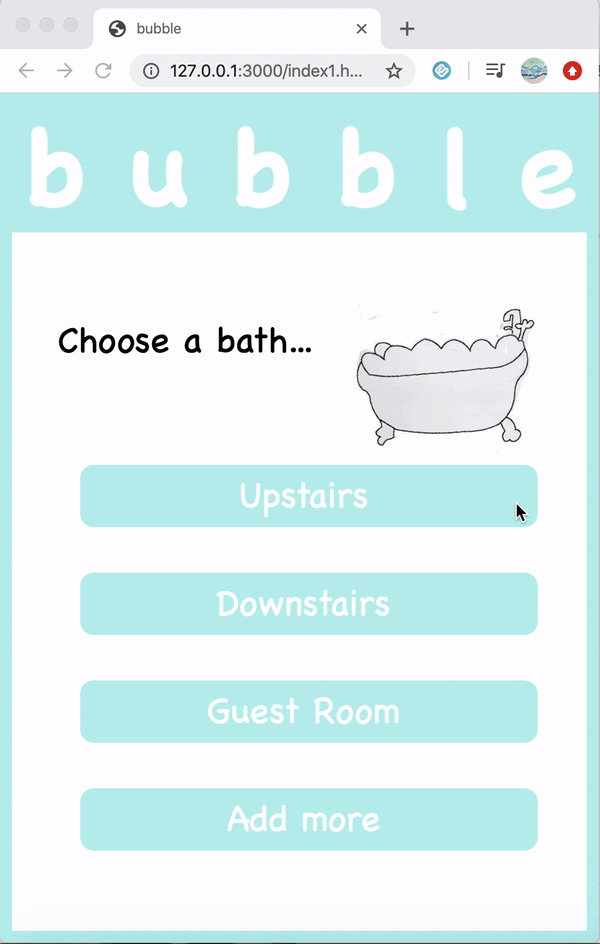 bubble
127.0.0.1:3000/index1.h...
b u b b l e
Choose a bath...
Upstairs
Downstairs
Guest Room
Add more